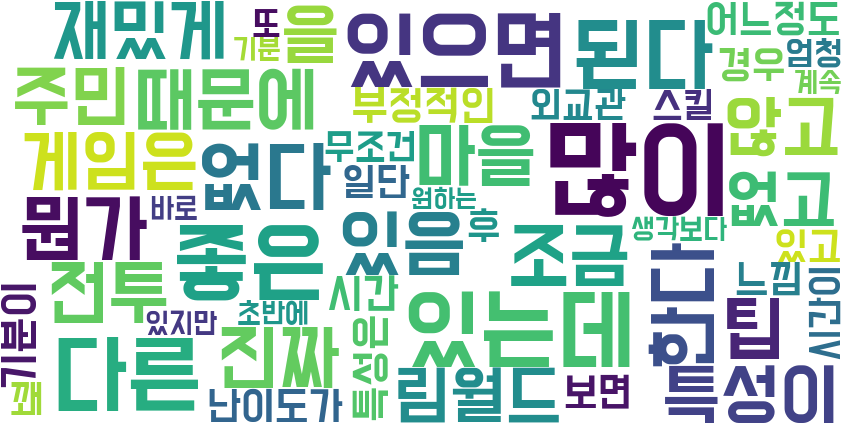 재밌게
또
기분
을
있으면
된다
어느정도
경우
엄청
계속
주민
때문에
부정적인
외교관
스킬
않고
게임은
없다
무조건
일단
마을
많이
없고
원하는
뭔가
바로
좋은
있음
후
조금
생각보다
있고
전투
시간
초반에
있지만
기분이
있는데
한다
느낌
시간이
팁
꽤
다른
진짜
특성은
난이도가
림월드
보면
특성이